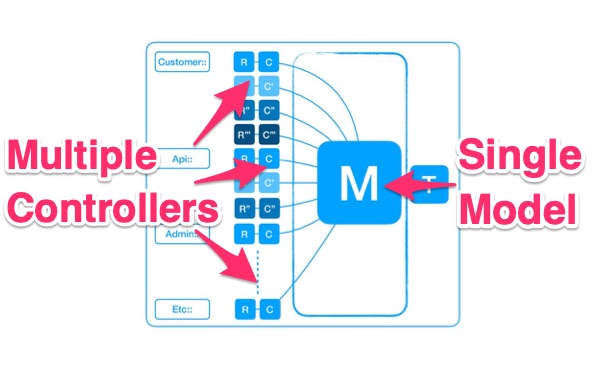 Customer:: R C
C'
R" C"
R''' C'''
Multiple
Controllers
Api:: R C
C'
R" C"
Admin:: R C
Etc:: R C
M
T
Single
Model